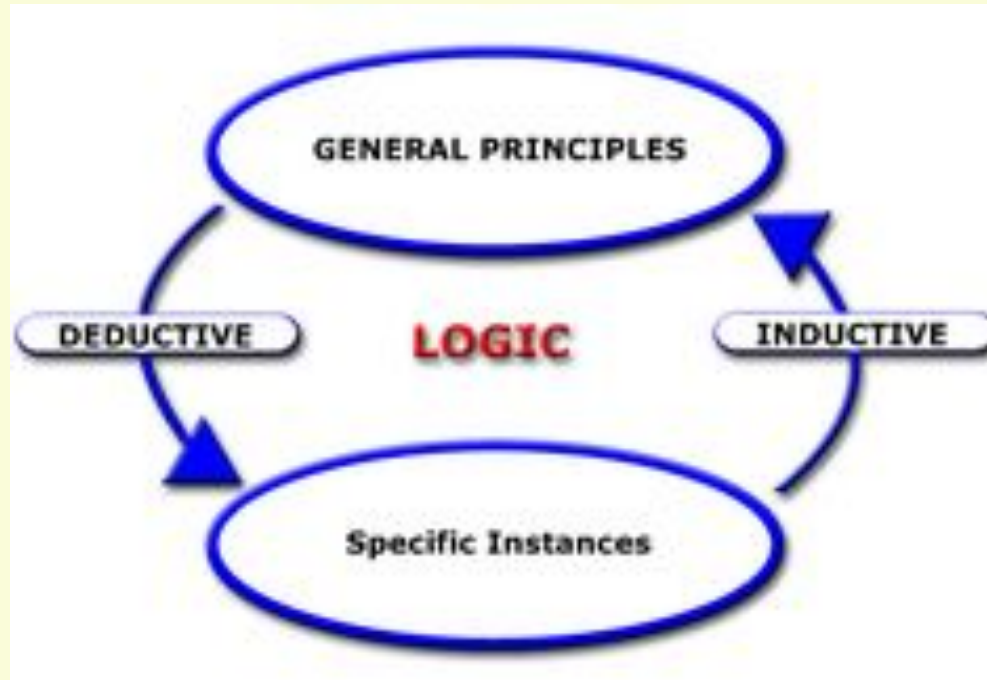 GENERAL PRINCIPLES
DEDUCTIVE
LOGIC
INDUCTIVE
Specific Instances